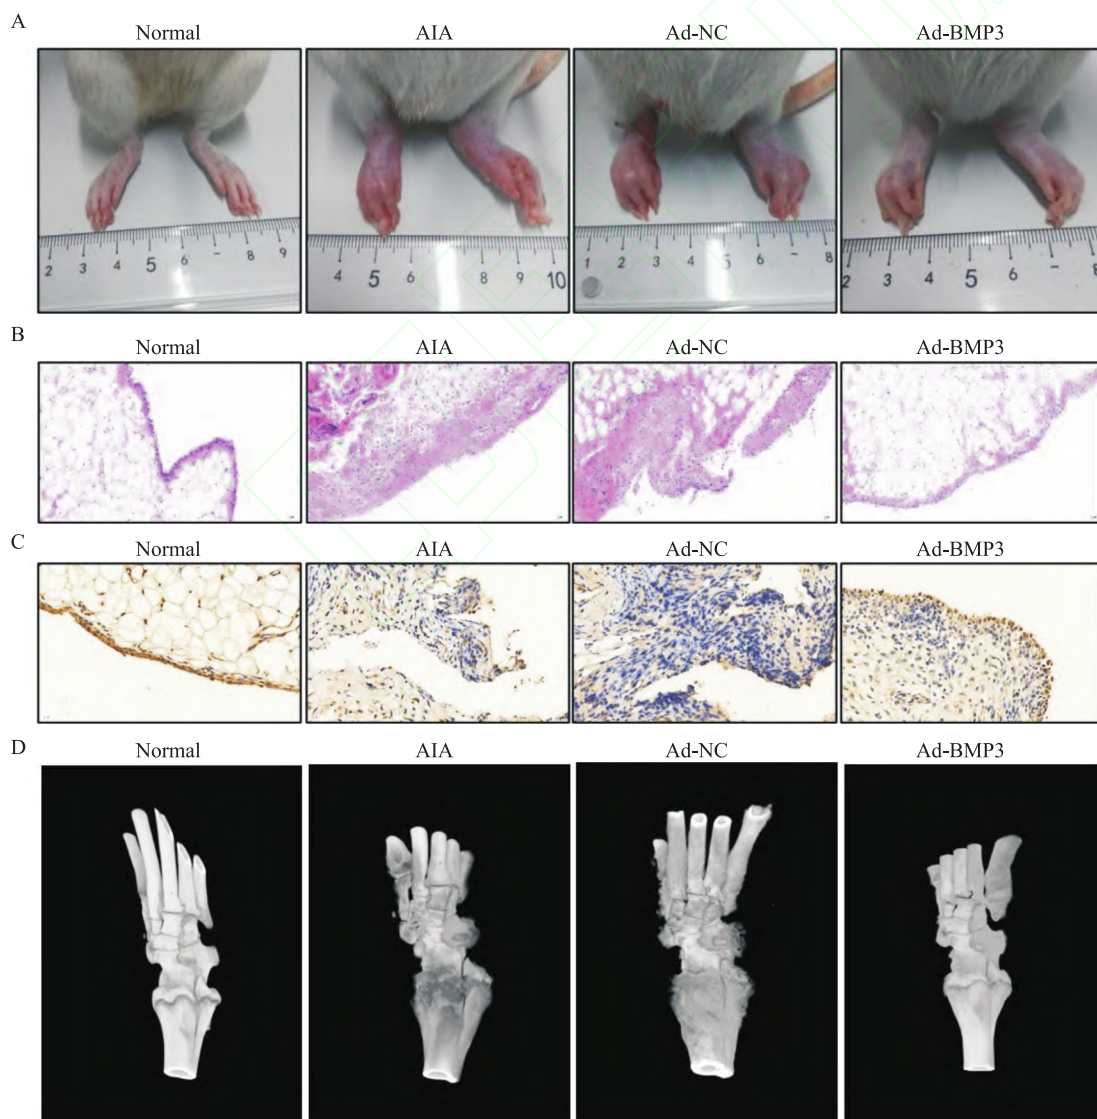 A
Normal AIA Ad-NC Ad-BMP3
2 3 4 5 6 - 8 9
4 5 6 8 9 10
1 2 3 4 5 6 - 8
2 3 4 5 6 - 8
B
Normal AIA Ad-NC Ad-BMP3
C
Normal AIA Ad-NC Ad-BMP3
D
Normal AIA Ad-NC Ad-BMP3